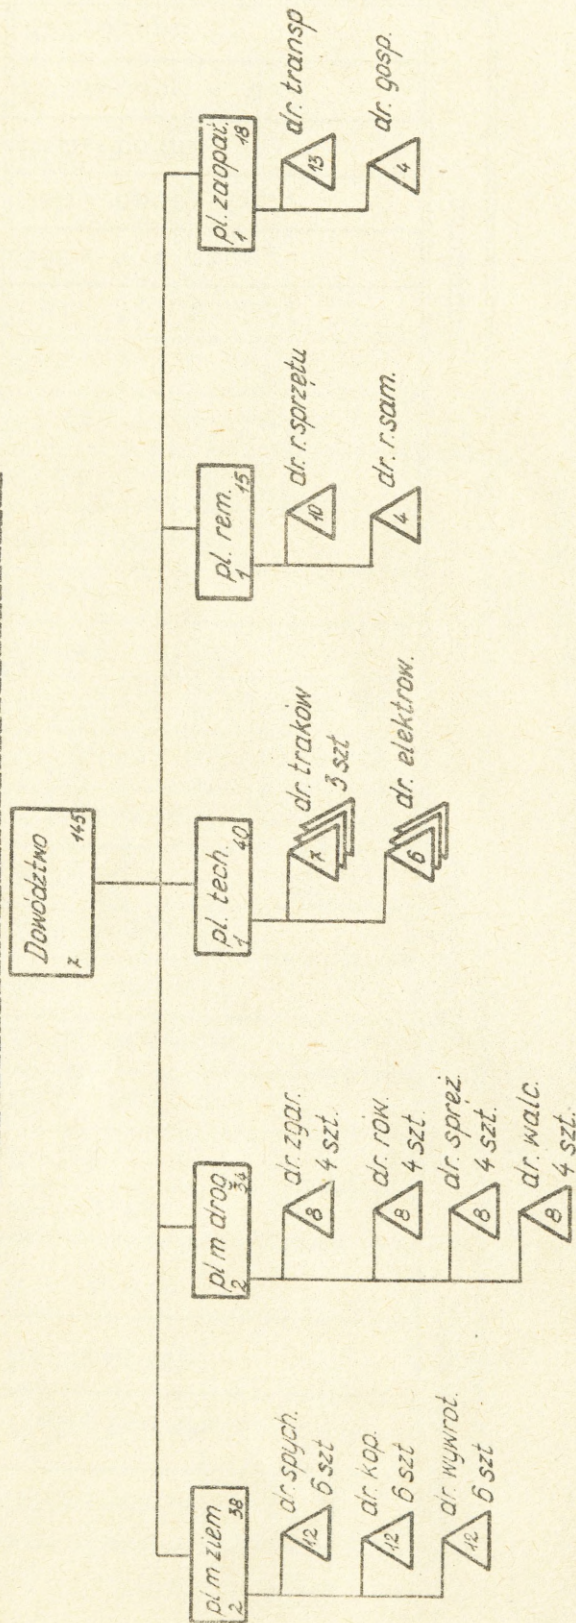 Dowództwo
7 145
pl m ziem
2 38
12 dr. spych.
6 szt
12 dr. kop.
6 szt
12 dr. wywrot.
6 szt
pl m drog
2 34
8 dr. zgar.
4 szt.
8 dr. row.
4 szt.
8 dr. spręż.
4 szt.
8 dr. walc.
4 szt.
pl. tech.
1 40
7 dr. traków
3 szt
6 dr. elektrow.
pl. rem.
1 15
10 dr. r. sprzętu
4 dr. r. sam.
pl. zaopat.
1 18
13 dr. transp
4 dr. gosp.